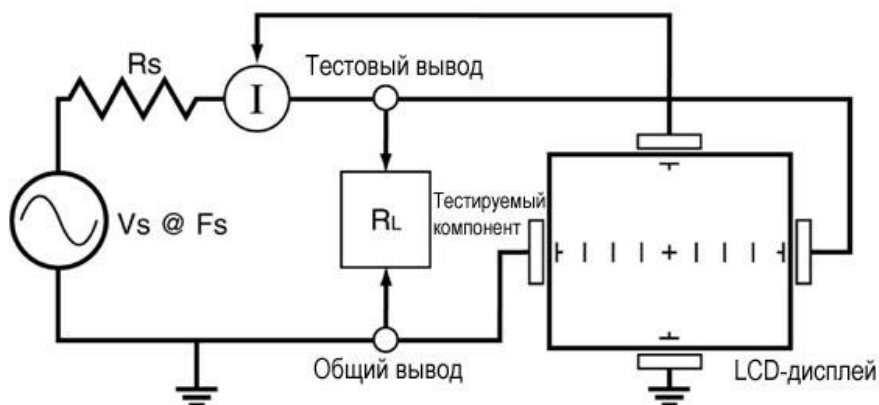 Rs
Тестовый вывод
I
Vs @ Fs
RL
Тестируемый
компонент
Общий вывод
LCD-дисплей